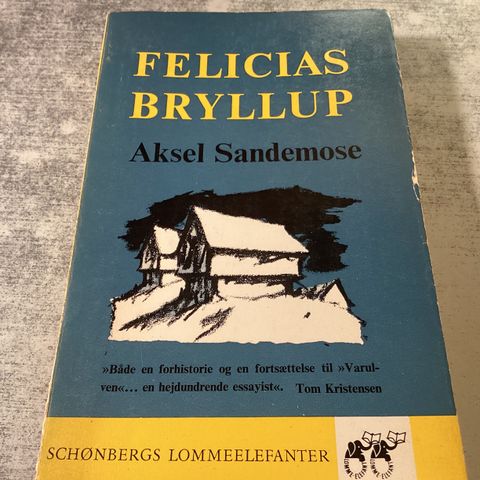 FELICIAS
BRYLLUP
Aksel Sandemose
»Både en forhistorie og en fortsættelse til »Varul-
ven«... en hejdundrende essayist«. Tom Kristensen
SCHØNBERGS LOMMEELEFANTER